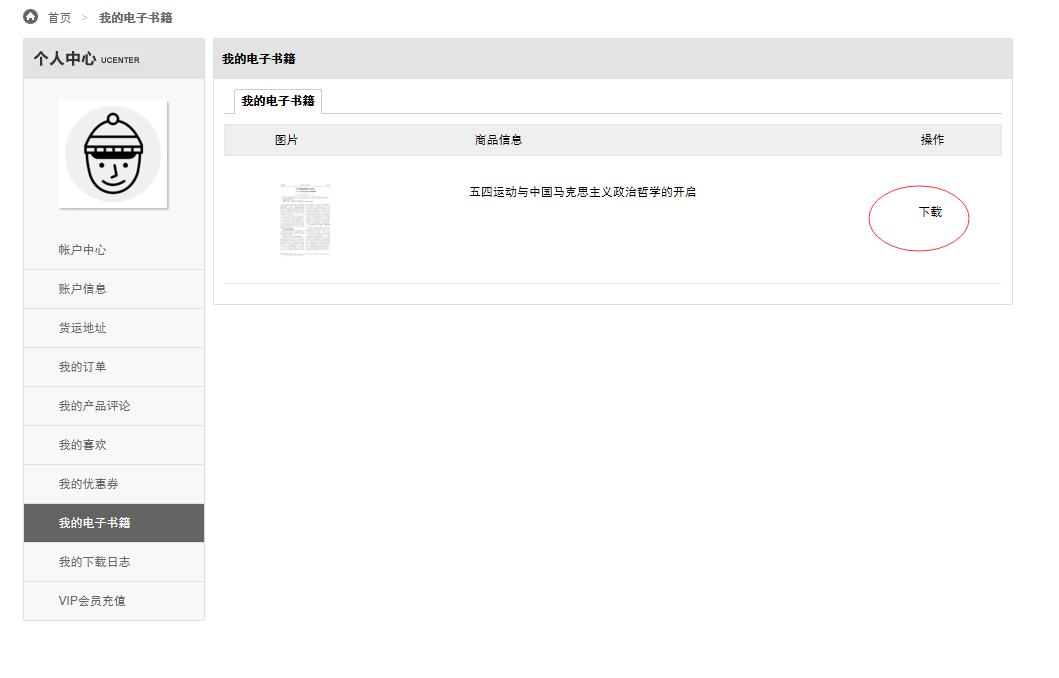 首页 > 我的电子书籍
个人中心 UCENTER
帐户中心
账户信息
货运地址
我的订单
我的产品评论
我的喜欢
我的优惠券
我的电子书籍
我的下载日志
VIP会员充值
我的电子书籍
我的电子书籍
图片 商品信息 操作
五四运动与中国马克思主义政治哲学的开启
下载